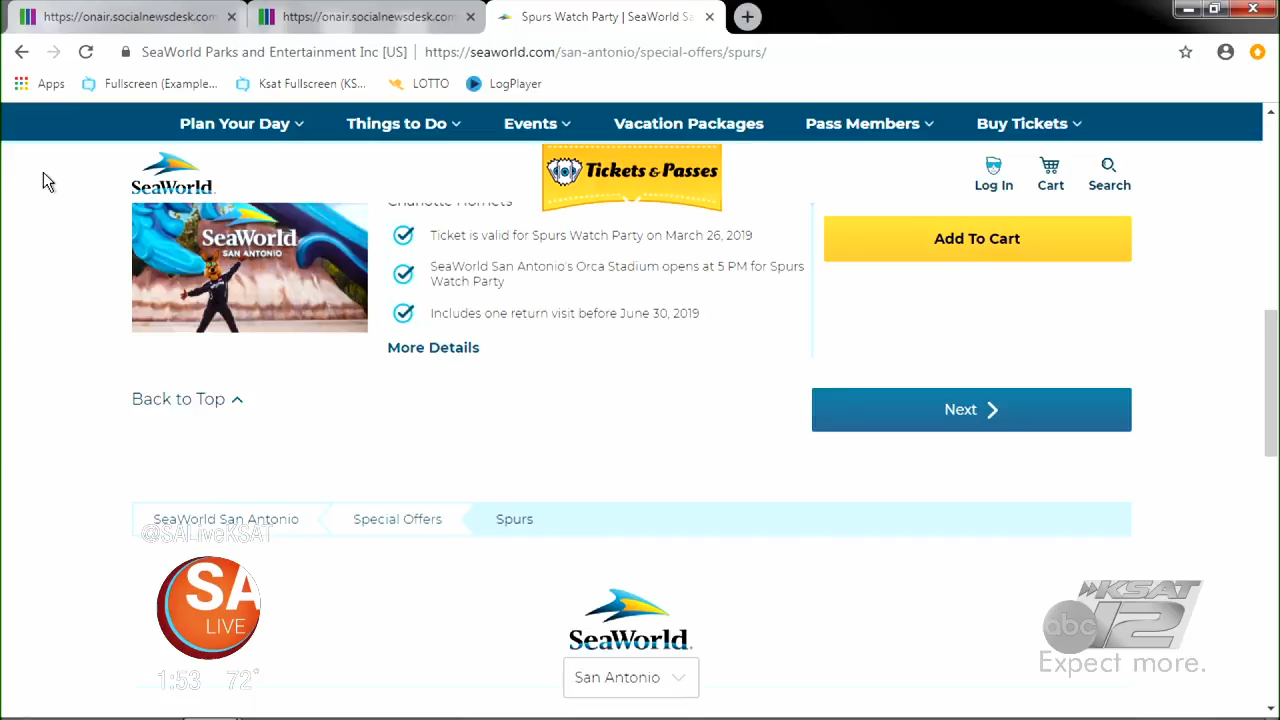 https://onair.socialnewsdesk.com
https://onair.socialnewsdesk.com
Spurs Watch Party | SeaWorld Sa
SeaWorld Parks and Entertainment Inc [US]
https://seaworld.com/san-antonio/special-offers/spurs/
Apps
Fullscreen (Example...
Ksat Fullscreen (KS...
LOTTO
LogPlayer
Plan Your Day
Things to Do
Events
Vacation Packages
Pass Members
Buy Tickets
SeaWorld
Tickets & Passes
Log In
Cart
Search
Charlotte Hornets
SeaWorld
SAN ANTONIO
Ticket is valid for Spurs Watch Party on March 26, 2019
SeaWorld San Antonio's Orca Stadium opens at 5 PM for Spurs
Watch Party
Includes one return visit before June 30, 2019
More Details
Add To Cart
Back to Top
Next
SeaWorld San Antonio
Special Offers
Spurs
@SALiveKSAT
SA
LIVE
1:53 72°
SeaWorld.
San Antonio
KSAT
abc 12
Expect more.